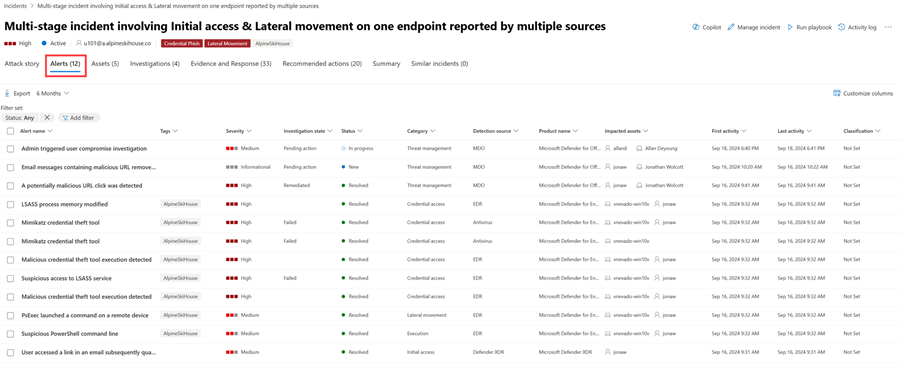 Incidents > Multi-stage incident involving Initial access & Lateral movement on one endpoint reported by multiple sources
Multi-stage incident involving Initial access & Lateral movement on one endpoint reported by multiple sources
Copilot Manage incident Run playbook Activity log ...
High Active u101@a.alpineskihouse.co Credential Phish Lateral Movement AlpineSkiHouse
Attack story Alerts (12) Assets (5) Investigations (4) Evidence and Response (33) Recommended actions (20) Summary Similar incidents (0)
Export 6 Months Customize columns
Filter set:
Status: Any × Add filter
Alert name Tags Severity Investigation state Status Category Detection source Product name Impacted assets First activity Last activity Classification
Admin triggered user compromise investigation Medium Pending action In progress Threat management MDO Microsoft Defender for Off... alland Allan Deyoung Sep 18, 2024 6:40 PM Sep 18, 2024 6:41 PM Not Set
Email messages containing malicious URL remove... Informational Pending action New Threat management MDO Microsoft Defender for Off... jonaw Jonathan Wolcott Sep 16, 2024 10:20 AM Sep 16, 2024 10:22 AM Not Set
A potentially malicious URL click was detected High Remediated Resolved Threat management MDO Microsoft Defender for Off... jonaw Jonathan Wolcott Sep 16, 2024 9:41 AM Sep 16, 2024 9:41 AM Not Set
LSASS process memory modified AlpineSkiHouse High Resolved Credential access EDR Microsoft Defender for En... vnevado-win10v jonaw Sep 16, 2024 9:32 AM Sep 16, 2024 9:32 AM Not Set
Mimikatz credential theft tool AlpineSkiHouse High Failed Resolved Credential access Antivirus Microsoft Defender for En... vnevado-win10v jonaw Sep 16, 2024 9:32 AM Sep 16, 2024 9:32 AM Not Set
Mimikatz credential theft tool AlpineSkiHouse High Failed Resolved Credential access Antivirus Microsoft Defender for En... vnevado-win10v Sep 16, 2024 9:32 AM Sep 16, 2024 9:32 AM Not Set
Malicious credential theft tool execution detected AlpineSkiHouse High Resolved Credential access EDR Microsoft Defender for En... vnevado-win10v jonaw Sep 16, 2024 9:32 AM Sep 16, 2024 9:32 AM Not Set
Suspicious access to LSASS service AlpineSkiHouse High Failed Resolved Credential access EDR Microsoft Defender for En... vnevado-win10v jonaw Sep 16, 2024 9:32 AM Sep 16, 2024 9:32 AM Not Set
Malicious credential theft tool execution detected AlpineSkiHouse High Resolved Credential access EDR Microsoft Defender for En... vnevado-win10v jonaw Sep 16, 2024 9:32 AM Sep 16, 2024 9:32 AM Not Set
PsExec launched a command on a remote device AlpineSkiHouse Medium Resolved Lateral movement EDR Microsoft Defender for En... vnevado-win10v jonaw Sep 16, 2024 9:32 AM Sep 16, 2024 9:32 AM Not Set
Suspicious PowerShell command line AlpineSkiHouse Medium Resolved Execution EDR Microsoft Defender for En... vnevado-win10v jonaw Sep 16, 2024 9:32 AM Sep 16, 2024 9:32 AM Not Set
User accessed a link in an email subsequently qua... Medium Resolved Initial access Defender XDR Microsoft Defender XDR jonaw Sep 16, 2024 9:31 AM Sep 16, 2024 9:31 AM Not Set